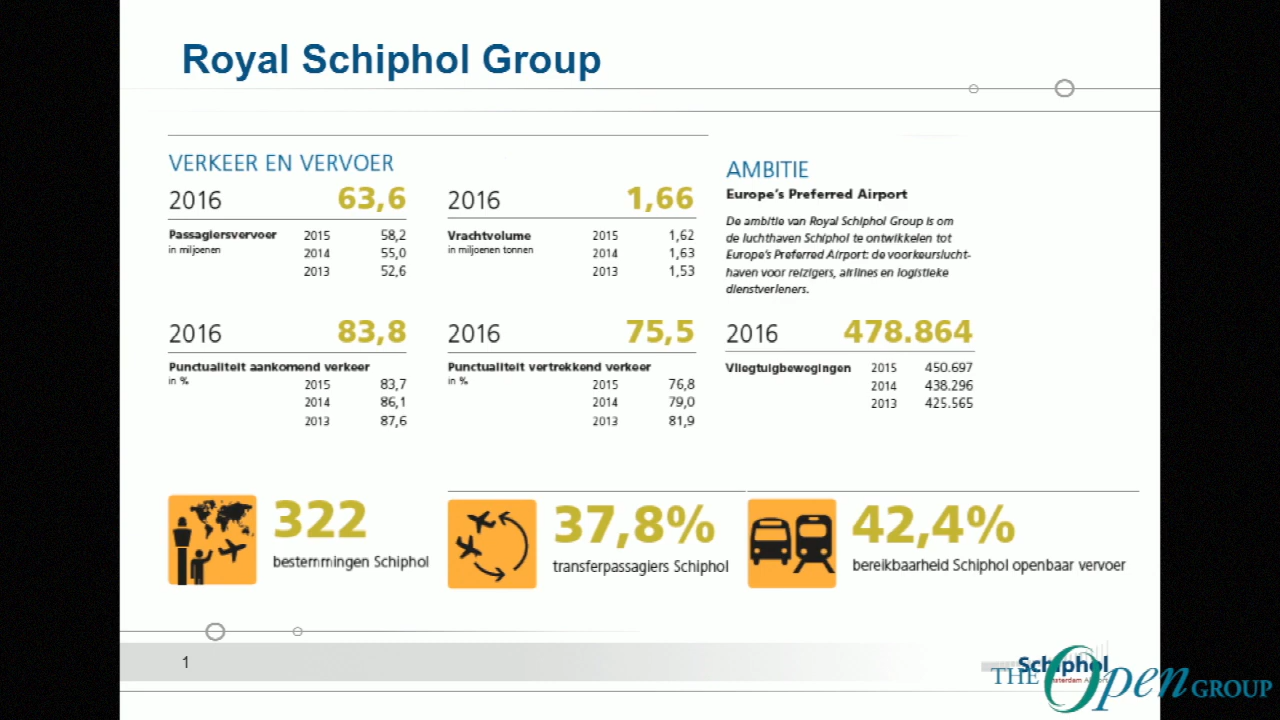 Royal Schiphol Group
VERKEER EN VERVOER
2016 63,6
Passagiersvervoer 2015 58,2
in miljoenen 2014 55,0
2013 52,6
2016 1,66
Vrachtvolume 2015 1,62
in miljoenen tonnen 2014 1,63
2013 1,53
AMBITIE
Europe's Preferred Airport
De ambitie van Royal Schiphol Group is om
de luchthaven Schiphol te ontwikkelen tot
Europe's Preferred Airport: de voorkeurslucht-
haven voor reizigers, airlines en logistieke
dienstverleners.
2016 83,8
Punctualiteit aankomend verkeer
in % 2015 83,7
2014 86,1
2013 87,6
2016 75,5
Punctualiteit vertrekkend verkeer
in % 2015 76,8
2014 79,0
2013 81,9
2016 478.864
Vliegtuigbewegingen 2015 450.697
2014 438.296
2013 425.565
322
bestemmingen Schiphol
37,8%
transferpassagiers Schiphol
42,4%
bereikbaarheid Schiphol openbaar vervoer
1
Schiphol
Amsterdam Airport
THE Open GROUP